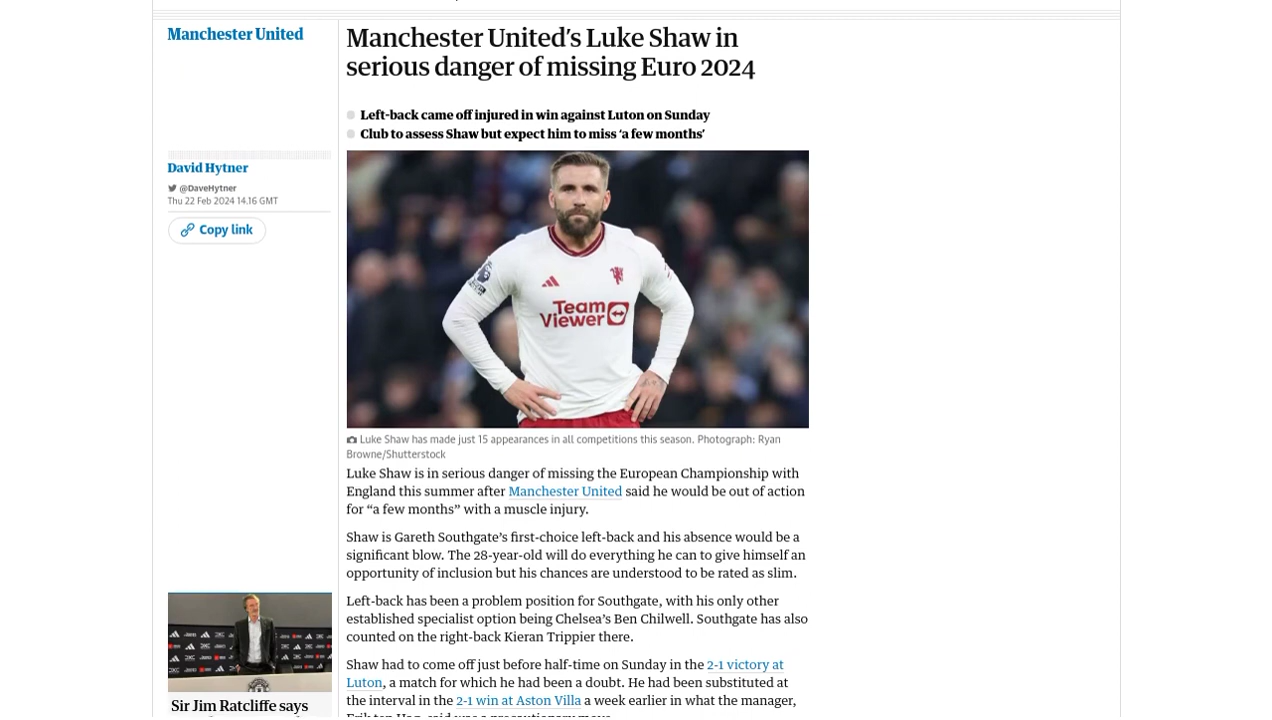 Manchester United
Manchester United's Luke Shaw in
serious danger of missing Euro 2024
Left-back came off injured in win against Luton on Sunday
Club to assess Shaw but expect him to miss 'a few months'
David Hytner
@DaveHytner
Thu 22 Feb 2024 14.16 GMT
Copy link
Team
Viewer
Luke Shaw has made just 15 appearances in all competitions this season. Photograph: Ryan
Browne/Shutterstock
Luke Shaw is in serious danger of missing the European Championship with
England this summer after Manchester United said he would be out of action
for “a few months” with a muscle injury.
Shaw is Gareth Southgate's first-choice left-back and his absence would be a
significant blow. The 28-year-old will do everything he can to give himself an
opportunity of inclusion but his chances are understood to be rated as slim.
Left-back has been a problem position for Southgate, with his only other
established specialist option being Chelsea's Ben Chilwell. Southgate has also
counted on the right-back Kieran Trippier there.
Shaw had to come off just before half-time on Sunday in the 2-1 victory at
Luton, a match for which he had been a doubt. He had been substituted at
the interval in the 2-1 win at Aston Villa a week earlier in what the manager,
Erik ten Hag, said was a precautionary move.
Sir Jim Ratcliffe says